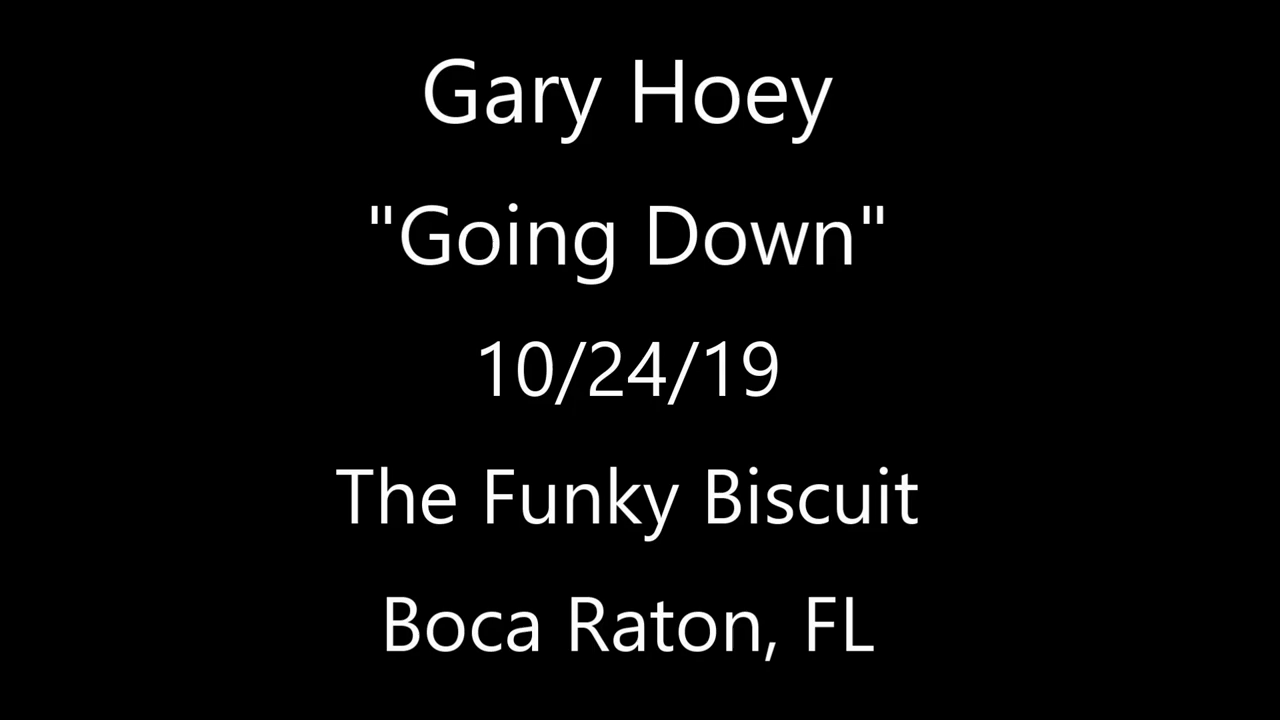 Gary Hoey
"Going Down"
10/24/19
The Funky Biscuit
Boca Raton, FL